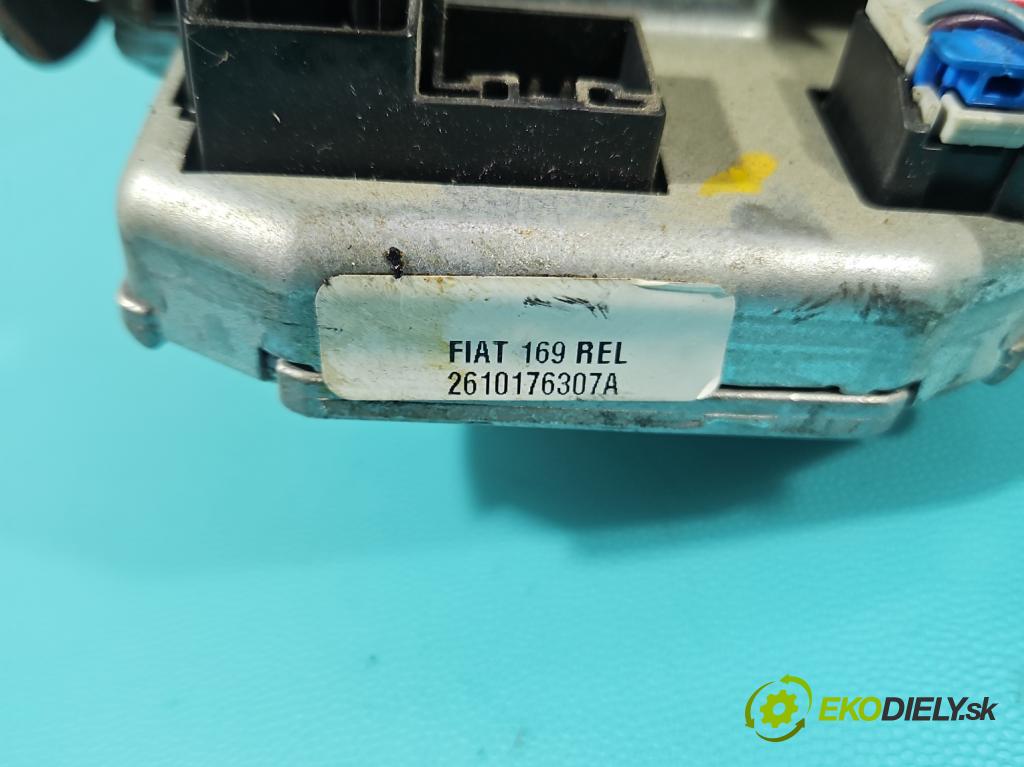 FIAT 169 REL
2610176307A
EKODIELY.sk